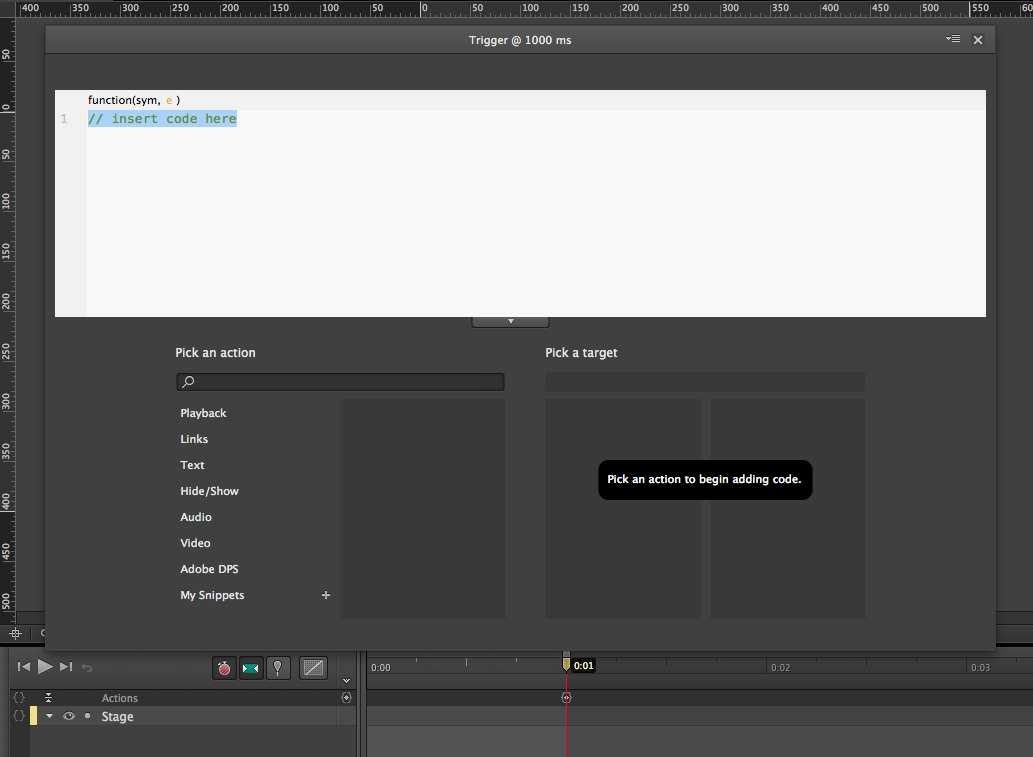 400 350 300 250 200 150 100 50 0 50 100 150 200 250 300 350 400 450 500 550
Trigger @ 1000 ms
function(sym, e )
1 // insert code here
50
0
50
100
150
200
250
300
350
400
450
500
Pick an action
Pick a target
Playback
Links
Text
Hide/Show
Audio
Video
Adobe DPS
My Snippets +
Pick an action to begin adding code.
0:00 0:01 0:02 0:03
{} Actions
{} Stage